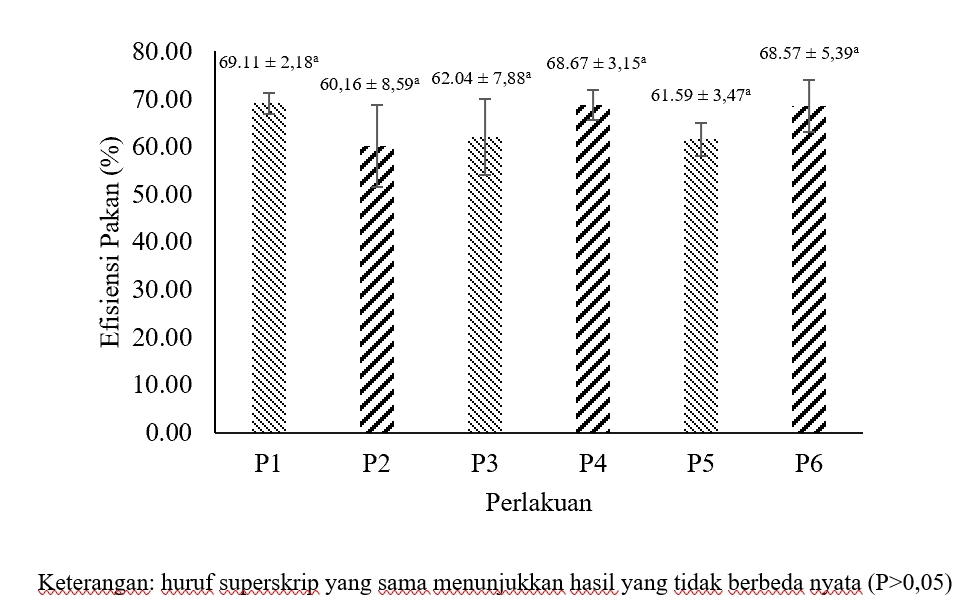 80.00
70.00
60.00
50.00
40.00
30.00
20.00
10.00
0.00
Efisiensi Pakan (%)
69.11 ± 2,18ᵃ
60,16 ± 8,59ᵃ
62.04 ± 7,88ᵃ
68.67 ± 3,15ᵃ
61.59 ± 3,47ᵃ
68.57 ± 5,39ᵃ
P1 P2 P3 P4 P5 P6
Perlakuan
Keterangan: huruf superskrip yang sama menunjukkan hasil yang tidak berbeda nyata (P>0,05)